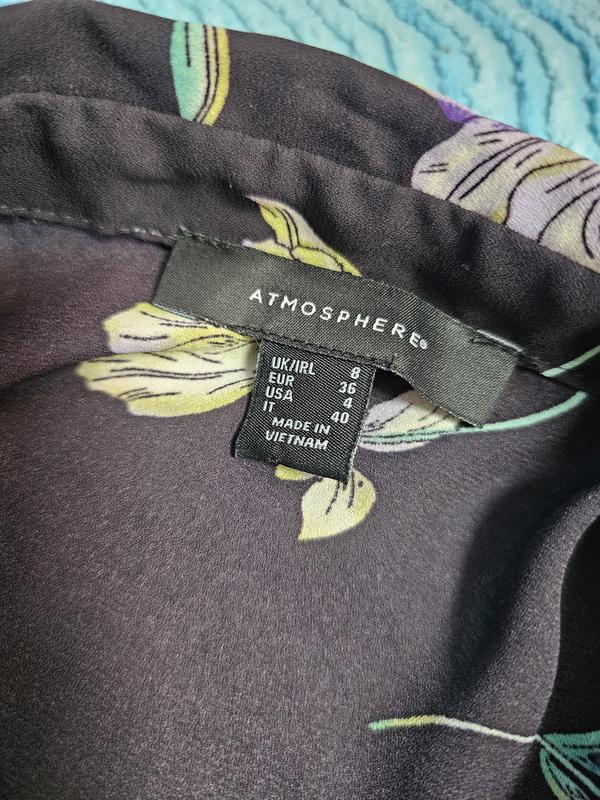 ATMOSPHERE®
UK/IRL 8
EUR 36
USA 4
IT 40
MADE IN
VIETNAM